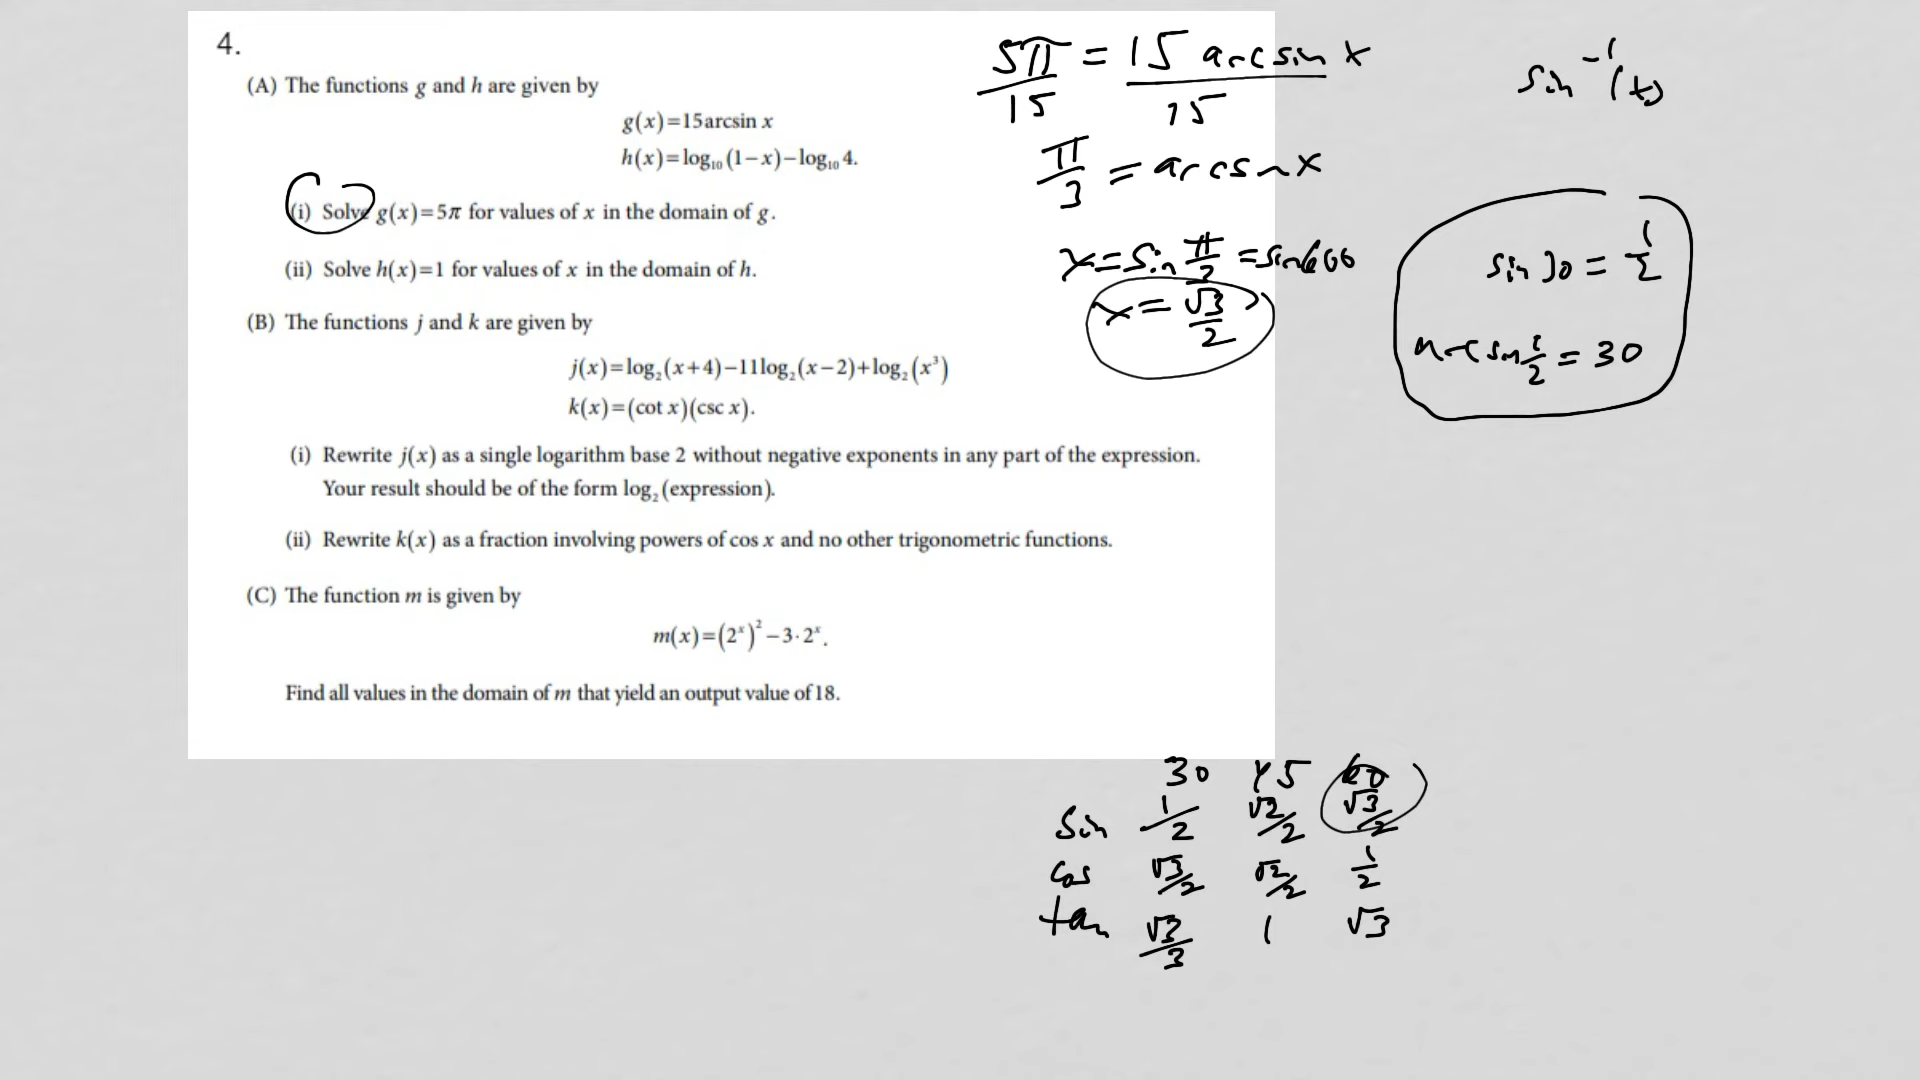 4.
(A) The functions g and h are given by
g(x)=15arcsin x
h(x)=log₁₀(1−x)−log₁₀4.
(i) Solve g(x)=5π for values of x in the domain of g.
(ii) Solve h(x)=1 for values of x in the domain of h.
(B) The functions j and k are given by
j(x)=log₂(x+4)−11log₂(x−2)+log₂(x³)
k(x)=(cot x)(csc x).
(i) Rewrite j(x) as a single logarithm base 2 without negative exponents in any part of the expression.
Your result should be of the form log₂(expression).
(ii) Rewrite k(x) as a fraction involving powers of cos x and no other trigonometric functions.
(C) The function m is given by
m(x)=(2ˣ)²−3·2ˣ.
Find all values in the domain of m that yield an output value of 18.
5π/15 = 15 arcsin x/15
π/3 = arcsin x
x = sin π/3 = sin
x = √3/2
sin⁻¹(x)
sin 30 = 1/2
arcsin 1/2 = 30
30 45 60
sin 1/2 √2/2 √3/2
cos √3/2 √2/2 1/2
tan √3/3 1 √3